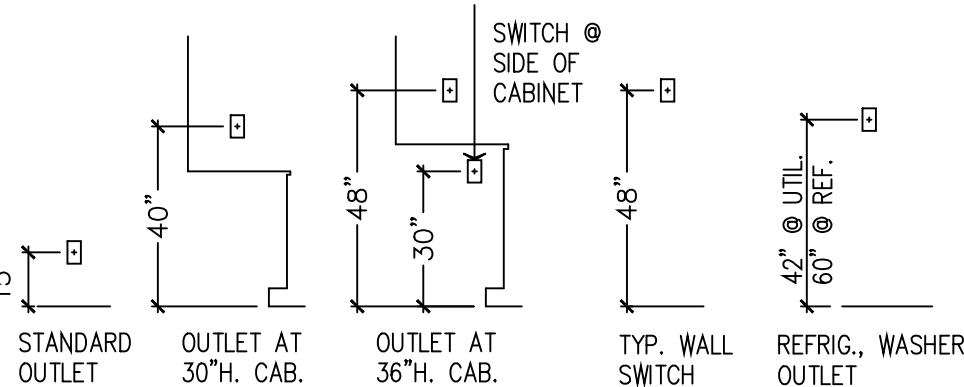 SWITCH @
SIDE OF
CABINET
40”
48”
30”
48”
42” @ UTIL.
60” @ REF.
STANDARD
OUTLET
OUTLET AT
30”H. CAB.
OUTLET AT
36”H. CAB.
TYP. WALL
SWITCH
REFRIG., WASHER
OUTLET